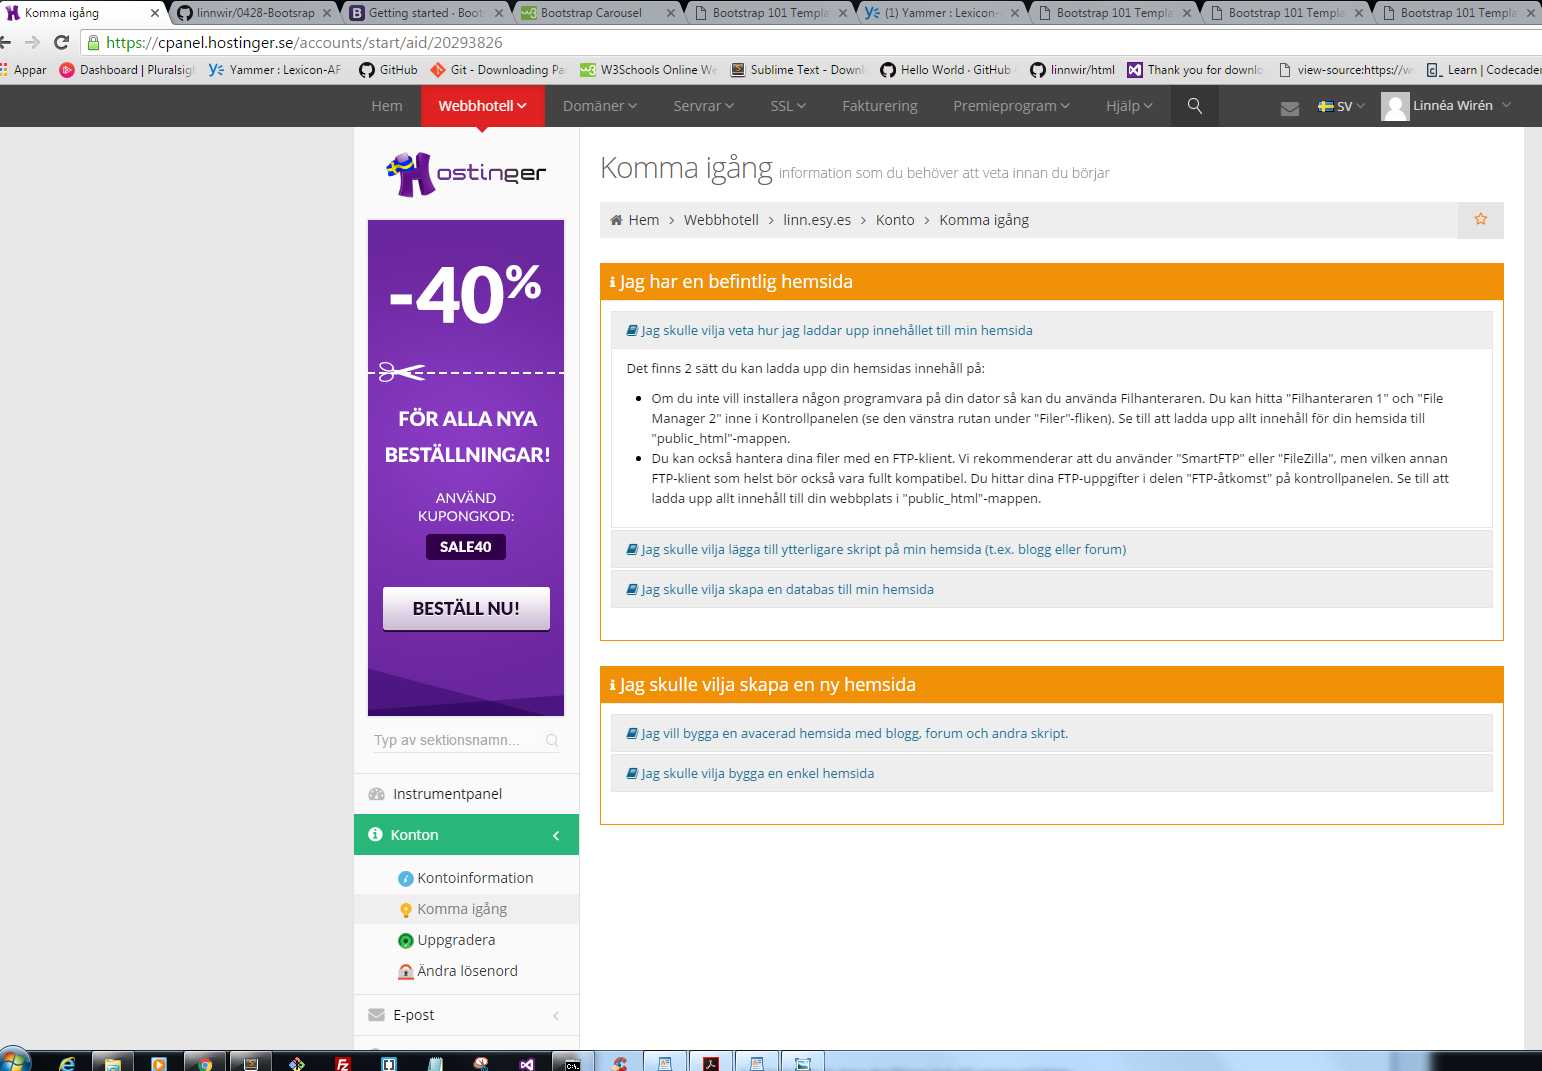 Komma igång
linnwir/0428-Bootsrap
Getting started · Boots
Bootstrap Carousel
Bootstrap 101 Templa
(1) Yammer : Lexicon-
Bootstrap 101 Templa
Bootstrap 101 Templa
Bootstrap 101 Templ
https://cpanel.hostinger.se/accounts/start/aid/20293826
Appar
Dashboard | Pluralsig
Yammer : Lexicon-AF
GitHub
Git - Downloading Pa
W3Schools Online We
Sublime Text - Downl
Hello World · GitHub
linnwir/html
Thank you for downlo
view-source:https://w
Learn | Codecader
Hem
Webbhotell
Domäner
Servrar
SSL
Fakturering
Premieprogram
Hjälp
SV
Linnéa Wirén
Hostinger
-40%
FÖR ALLA NYA
BESTÄLLNINGAR!
ANVÄND
KUPONGKOD:
SALE40
BESTÄLL NU!
Typ av sektionsnamn...
Instrumentpanel
Konton
Kontoinformation
Komma igång
Uppgradera
Ändra lösenord
E-post
Komma igång information som du behöver att veta innan du börjar
Hem > Webbhotell > linn.esy.es > Konto > Komma igång
Jag har en befintlig hemsida
Jag skulle vilja veta hur jag laddar upp innehållet till min hemsida
Det finns 2 sätt du kan ladda upp din hemsidas innehåll på:
Om du inte vill installera någon programvara på din dator så kan du använda Filhanteraren. Du kan hitta "Filhanteraren 1" och "File
Manager 2" inne i Kontrollpanelen (se den vänstra rutan under "Filer"-fliken). Se till att ladda upp allt innehåll för din hemsida till
"public_html"-mappen.
Du kan också hantera dina filer med en FTP-klient. Vi rekommenderar att du använder "SmartFTP" eller "FileZilla", men vilken annan
FTP-klient som helst bör också vara fullt kompatibel. Du hittar dina FTP-uppgifter i delen "FTP-åtkomst" på kontrollpanelen. Se till att
ladda upp allt innehåll till din webbplats i "public_html"-mappen.
Jag skulle vilja lägga till ytterligare skript på min hemsida (t.ex. blogg eller forum)
Jag skulle vilja skapa en databas till min hemsida
Jag skulle vilja skapa en ny hemsida
Jag vill bygga en avacerad hemsida med blogg, forum och andra skript.
Jag skulle vilja bygga en enkel hemsida